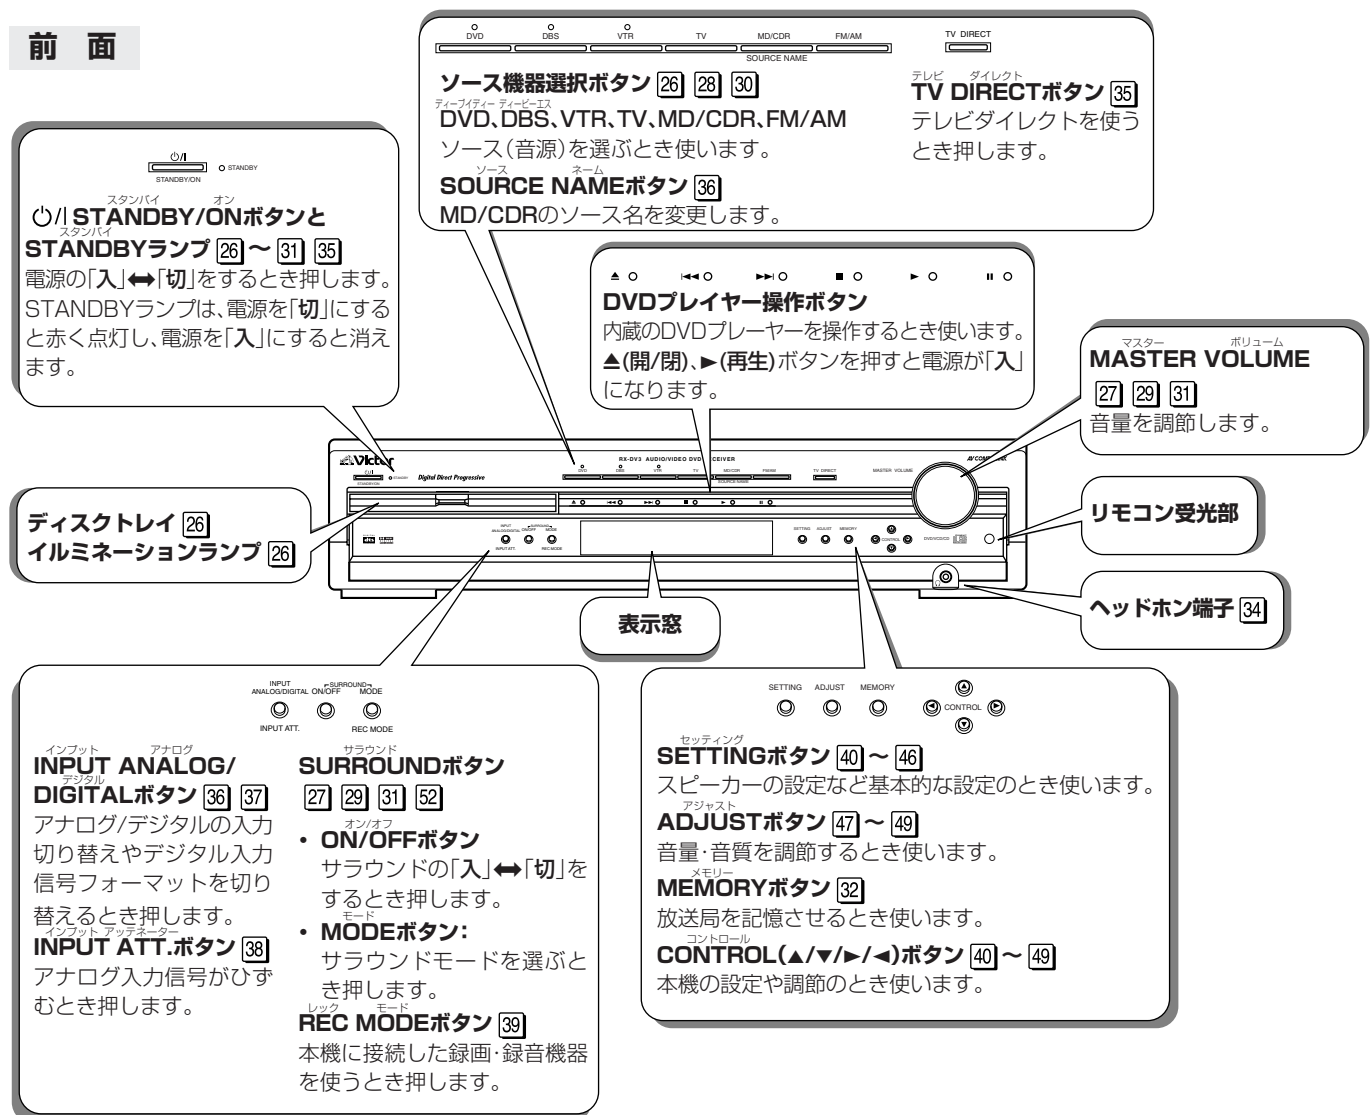 前 面
DVD DBS VTR TV MD/CDR FM/AM
SOURCE NAME
TV DIRECT
ソース機器選択ボタン 26 28 30
ディーブイディー ディービーエス
DVD、DBS、VTR、TV、MD/CDR、FM/AM
ソース（音源）を選ぶとき使います。
ソース ネーム
SOURCE NAMEボタン 36
MD/CDRのソース名を変更します。
テレビ ダイレクト
TV DIRECTボタン 35
テレビダイレクトを使う
とき押します。
⏻/I
STANDBY/ON
STANDBY
スタンバイ オン
⏻/I STANDBY/ONボタンと
スタンバイ
STANDBYランプ 26 〜 31 35
電源の「入」⬌「切」をするとき押します。
STANDBYランプは、電源を「切」にする
と赤く点灯し、電源を「入」にすると消え
ます。
▲ |◀◀ ▶▶| ■ ▶ II
DVDプレイヤー操作ボタン
内蔵のDVDプレーヤーを操作するとき使います。
▲(開/閉)、►(再生)ボタンを押すと電源が「入」
になります。
マスター ボリューム
MASTER VOLUME
27 29 31
音量を調節します。
Victor
RX-DV3 AUDIO/VIDEO DVD RECEIVER
⏻/I
STANDBY/ON
STANDBY
Digital Direct Progressive
DVD DBS VTR TV MD/CDR FM/AM
SOURCE NAME
TV DIRECT
MASTER VOLUME
▲ |◀◀ ▶▶| ■ ▶ II
dts
INPUT
ANALOG/DIGITAL ON/OFF SURROUND MODE
INPUT ATT. REC MODE
SETTING ADJUST MEMORY
CONTROL
DVD/VCD/CD
ディスクトレイ 26
イルミネーションランプ 26
リモコン受光部
ヘッドホン端子 34
表示窓
INPUT
ANALOG/DIGITAL ON/OFF SURROUND MODE
INPUT ATT. REC MODE
インプット アナログ
INPUT ANALOG/
デジタル
DIGITALボタン 36 37
アナログ/デジタルの入力
切り替えやデジタル入力
信号フォーマットを切り
替えるとき押します。
インプット アッテネーター
INPUT ATT.ボタン 38
アナログ入力信号がひず
むとき押します。
サラウンド
SURROUNDボタン
27 29 31 52
オン/オフ
• ON/OFFボタン
サラウンドの「入」⬌「切」を
するとき押します。
モード
• MODEボタン：
サラウンドモードを選ぶと
き押します。
レック モード
REC MODEボタン 39
本機に接続した録画・録音機器
を使うとき押します。
SETTING ADJUST MEMORY
CONTROL
セッティング
SETTINGボタン 40 〜 46
スピーカーの設定など基本的な設定のとき使います。
アジャスト
ADJUSTボタン 47 〜 49
音量・音質を調節するとき使います。
メモリー
MEMORYボタン 32
放送局を記憶させるとき使います。
コントロール
CONTROL(▲/▼/►/◄)ボタン 40 〜 49
本機の設定や調節のとき使います。